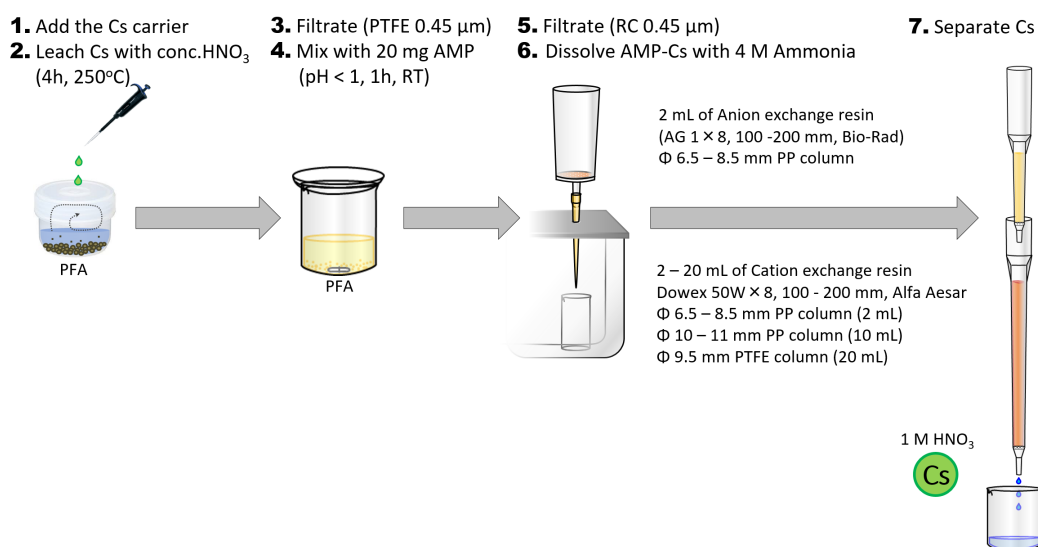 1. Add the Cs carrier
2. Leach Cs with conc.HNO₃
(4h, 250°C)
PFA
3. Filtrate (PTFE 0.45 µm)
4. Mix with 20 mg AMP
(pH < 1, 1h, RT)
PFA
5. Filtrate (RC 0.45 µm)
6. Dissolve AMP-Cs with 4 M Ammonia
2 mL of Anion exchange resin
(AG 1 × 8, 100 -200 mm, Bio-Rad)
Φ 6.5 – 8.5 mm PP column
2 – 20 mL of Cation exchange resin
Dowex 50W × 8, 100 - 200 mm, Alfa Aesar
Φ 6.5 – 8.5 mm PP column (2 mL)
Φ 10 – 11 mm PP column (10 mL)
Φ 9.5 mm PTFE column (20 mL)
7. Separate Cs
1 M HNO₃
Cs